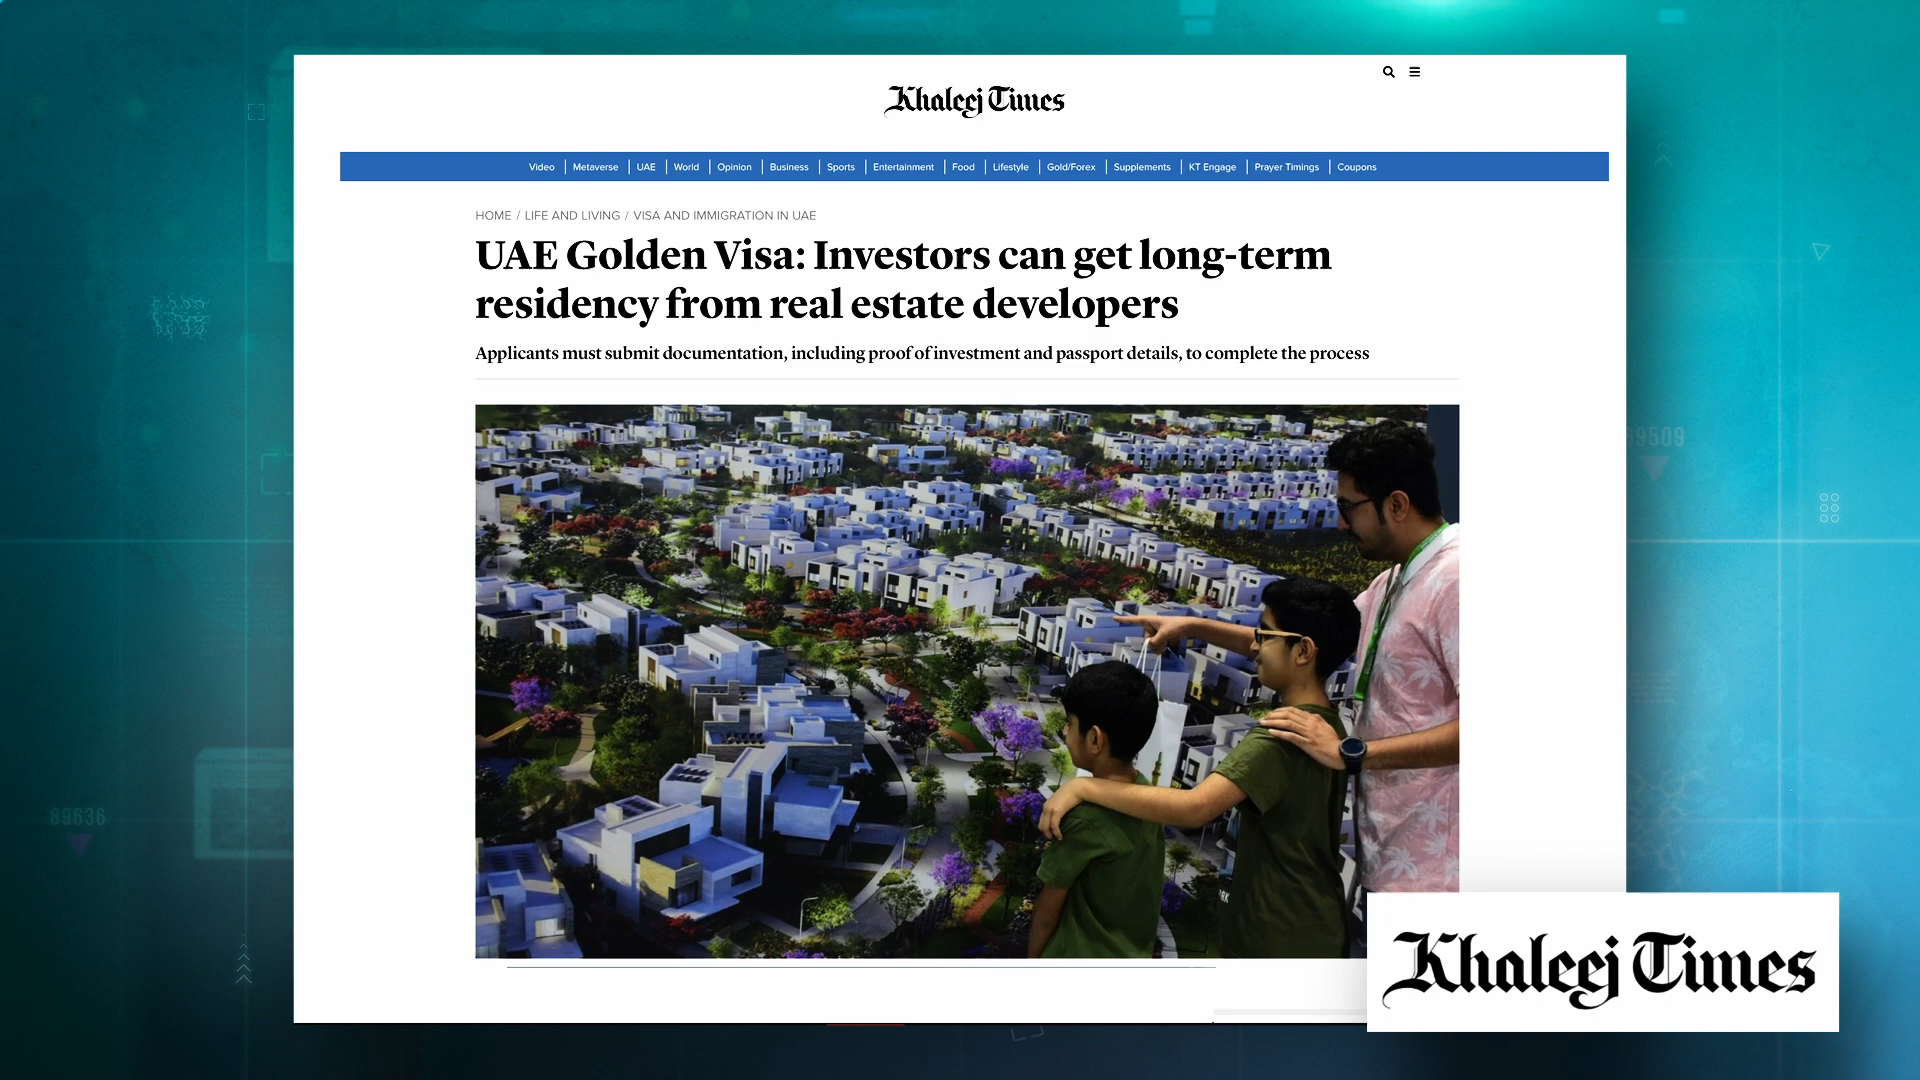 Khaleej Times
Video Metaverse UAE World Opinion Business Sports Entertainment Food Lifestyle Gold/Forex Supplements KT Engage Prayer Timings Coupons
HOME / LIFE AND LIVING / VISA AND IMMIGRATION IN UAE
UAE Golden Visa: Investors can get long-term
residency from real estate developers
Applicants must submit documentation, including proof of investment and passport details, to complete the process
89636
Khaleej Times